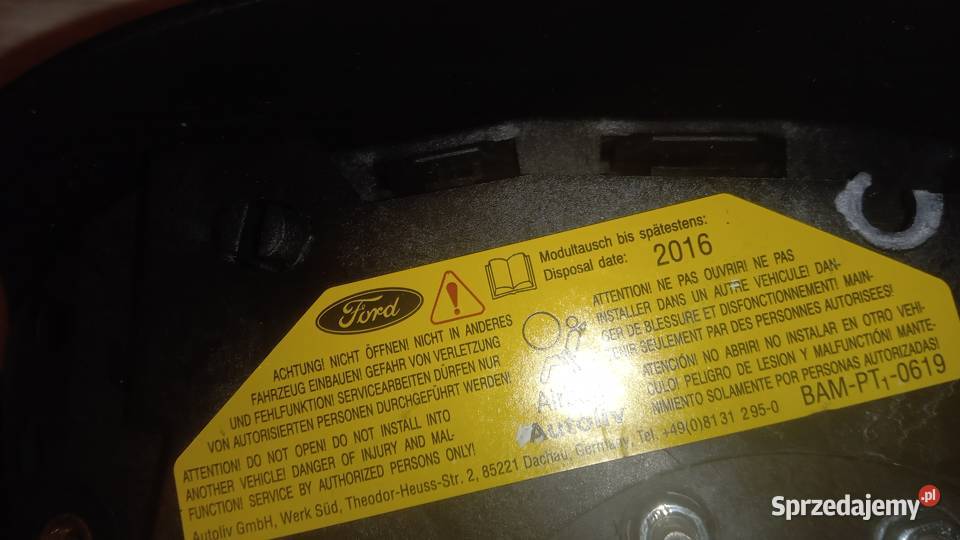 Ford
Modultausch bis spätestens:
Disposal date: 2016
ACHTUNG! NICHT ÖFFNEN! NICHT IN ANDERES
FAHRZEUG EINBAUEN! GEFAHR VON VERLETZUNG
UND FEHLFUNKTION! SERVICEARBEITEN DÜRFEN NUR
VON AUTORISIERTEN PERSONEN DURCHGEFÜHRT WERDEN!
ATTENTION! DO NOT OPEN! DO NOT INSTALL INTO
ANOTHER VEHICLE! DANGER OF INJURY AND MAL-
FUNCTION! SERVICE BY AUTHORIZED PERSONS ONLY!
ATTENTION! NE PAS OUVRIR! NE PAS
INSTALLER DANS UN AUTRE VEHICULE! DAN-
GER DE BLESSURE ET DISFONCTIONNEMENT! MAIN-
TENIR SEULEMENT PAR DES PERSONNES AUTORISEES!
ATENCIÓN! NO ABRIR! NO INSTALAR EN OTRO VEHI-
CULO! PELIGRO DE LESION Y MALFUNCTIÓN! MANTE-
NIMIENTO SOLAMENTE POR PERSONAS AUTORIZADAS!
Autoliv
BAM-PT1-0619
Autoliv GmbH, Werk Süd, Theodor-Heuss-Str. 2, 85221 Dachau, Germany, Tel. +49(0)81 31 2 95-0
Sprzedajemy.pl